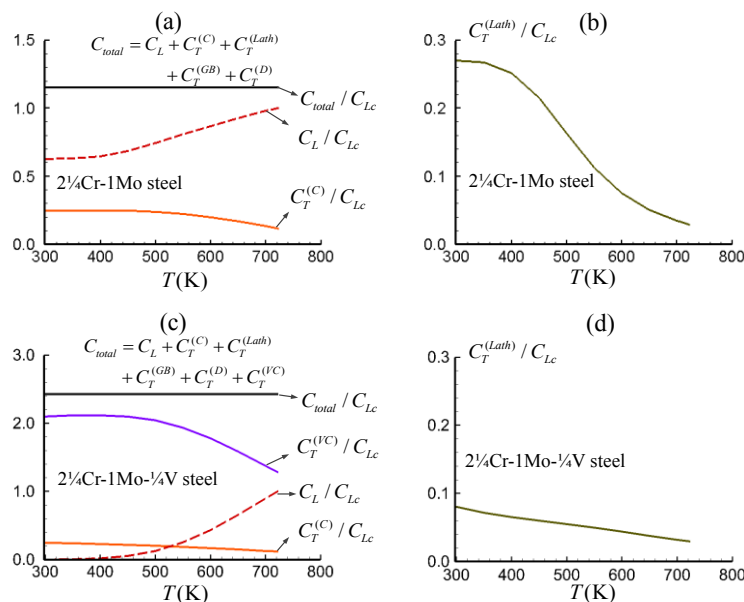 (a)
C_total = C_L + C_T^(C) + C_T^(Lath)
+ C_T^(GB) + C_T^(D)
1.5
1.0
0.5
0.0
C_total / C_Lc
C_L / C_Lc
2¼Cr-1Mo steel
C_T^(C) / C_Lc
300 400 500 600 700 800
T(K)
(b)
C_T^(Lath) / C_Lc
0.3
0.2
0.1
0.0
2¼Cr-1Mo steel
300 400 500 600 700 800
T(K)
(c)
C_total = C_L + C_T^(C) + C_T^(Lath)
+ C_T^(GB) + C_T^(D) + C_T^(VC)
3.0
2.0
1.0
0.0
C_total / C_Lc
C_T^(VC) / C_Lc
2¼Cr-1Mo-¼V steel
C_L / C_Lc
C_T^(C) / C_Lc
300 400 500 600 700 800
T(K)
(d)
C_T^(Lath) / C_Lc
0.3
0.2
0.1
0.0
2¼Cr-1Mo-¼V steel
300 400 500 600 700 800
T(K)